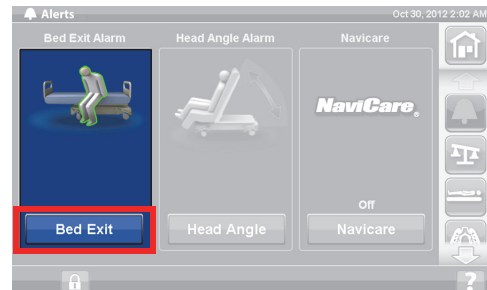 Alerts
Oct 30, 2012 2:02 AM
Bed Exit Alarm
Head Angle Alarm
Navicare
NaviCare®
Off
Bed Exit
Head Angle
Navicare
?